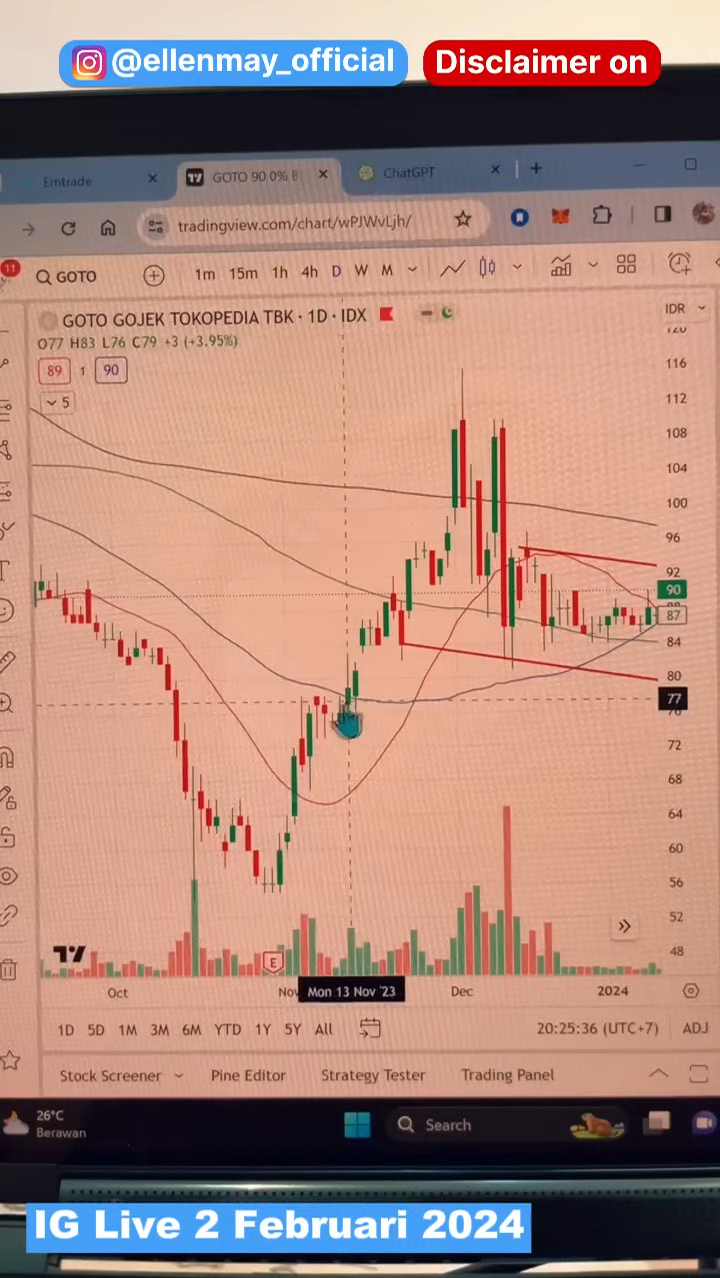 @ellenmay_official
Disclaimer on
Emtrade
GOTO 90 0% B
ChatGPT
tradingview.com/chart/wPJWvLjh/
11
GOTO
1m 15m 1h 4h D W M
GOTO GOJEK TOKOPEDIA TBK · 1D · IDX
IDR
O77 H83 L76 C79 +3 (+3.95%)
89 1 90
5
120
116
112
108
104
100
96
92
90
87
84
80
77
72
68
64
60
56
52
48
E
Oct
Nov
Mon 13 Nov '23
Dec
2024
1D 5D 1M 3M 6M YTD 1Y 5Y All
20:25:36 (UTC+7) ADJ
Stock Screener Pine Editor Strategy Tester Trading Panel
26°C
Berawan
Search
IG Live 2 Februari 2024